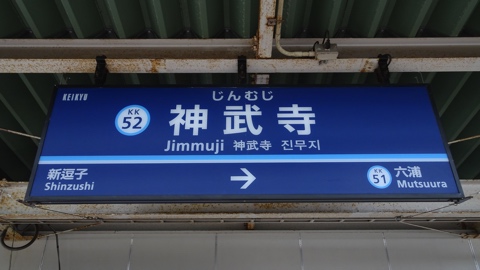 KEIKYU
じんむじ
KK
52
神武寺
Jimmuji 神武寺 진무지
新逗子
Shinzushi
KK
51
六浦
Mutsuura